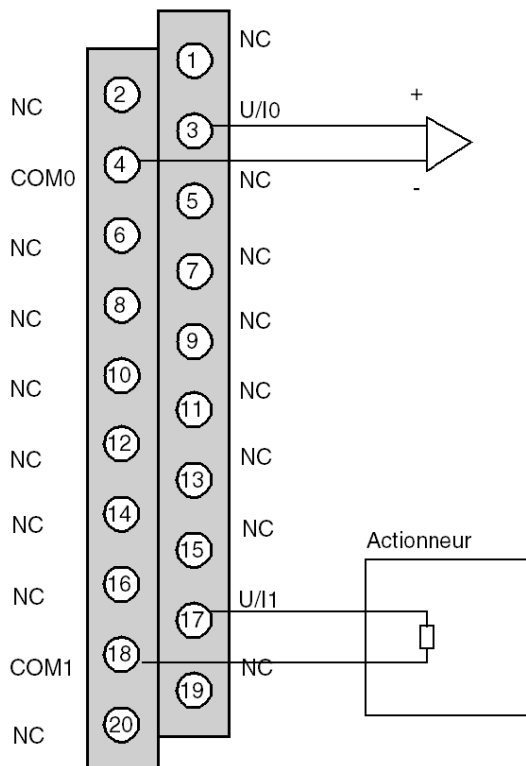 NC
1
2
+
NC
U/I0
3
4
COM0
NC
-
5
6
NC
NC
7
8
NC
NC
9
10
NC
NC
11
12
NC
NC
13
14
NC
NC
15
Actionneur
16
NC
U/I1
17
18
COM1
NC
19
20
NC